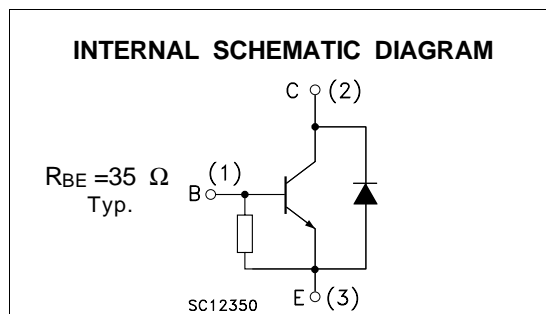 INTERNAL SCHEMATIC DIAGRAM
C (2)
RBE =35 Ω
Typ.
(1)
B
SC12350
E (3)